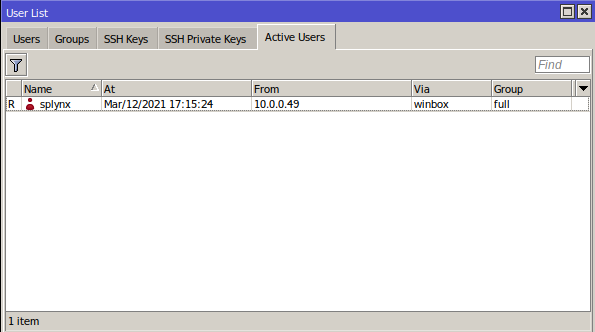 User List
Users Groups SSH Keys SSH Private Keys Active Users
Find
Name At From Via Group
R splynx Mar/12/2021 17:15:24 10.0.0.49 winbox full
1 item